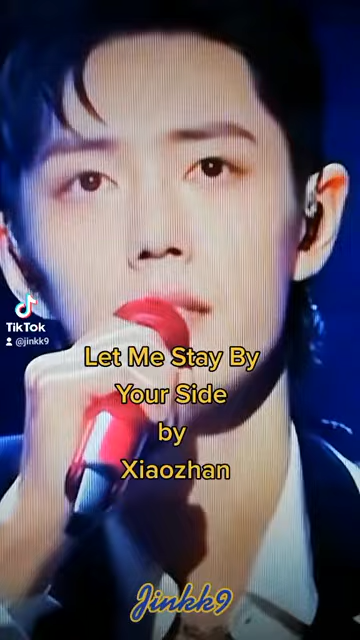 TikTok
@jinkk9
Let Me Stay By
Your Side
by
Xiaozhan
Jinkk9